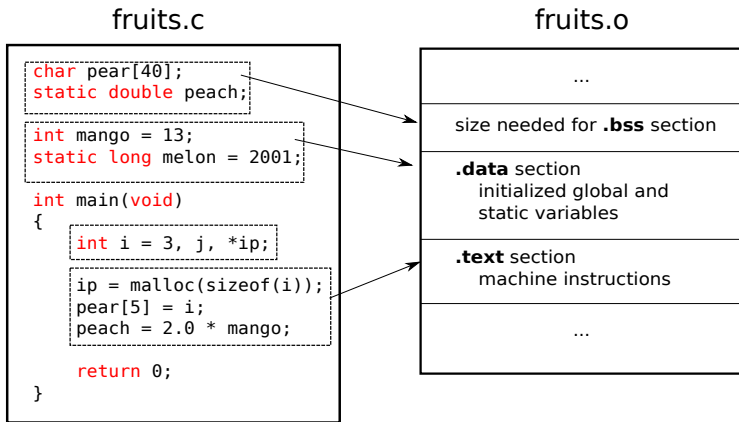 fruits.c
char pear[40];
static double peach;
int mango = 13;
static long melon = 2001;
int main(void)
{
int i = 3, j, *ip;
ip = malloc(sizeof(i));
pear[5] = i;
peach = 2.0 * mango;
return 0;
}
fruits.o
...
size needed for .bss section
.data section
initialized global and
static variables
.text section
machine instructions
...